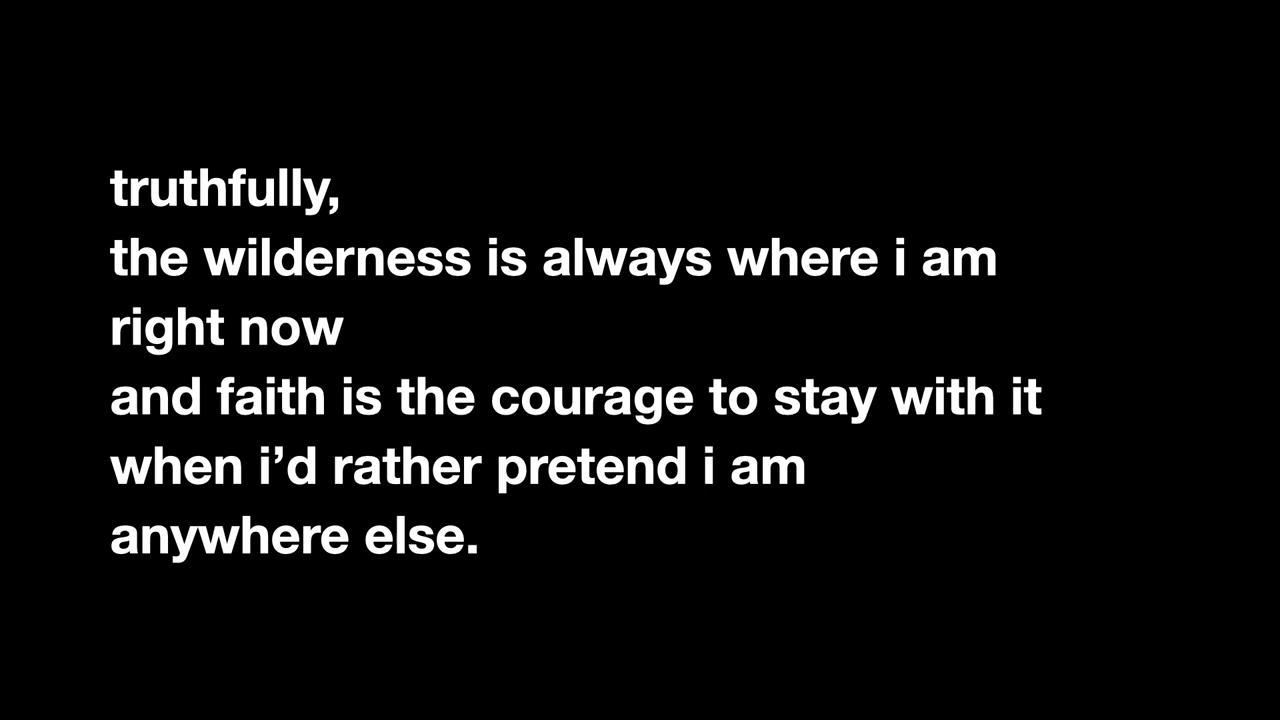 truthfully,
the wilderness is always where i am
right now
and faith is the courage to stay with it
when i’d rather pretend i am
anywhere else.